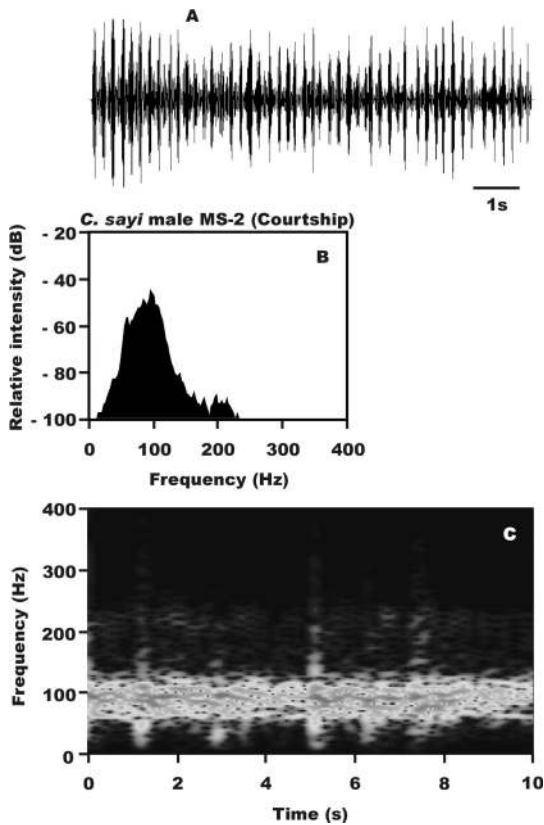 A
1s
C. sayi male MS-2 (Courtship)
B
Relative intensity (dB)
- 20
- 40
- 60
- 80
- 100
0 100 200 300 400
Frequency (Hz)
C
Frequency (Hz)
400
300
200
100
0
0 2 4 6 8 10
Time (s)